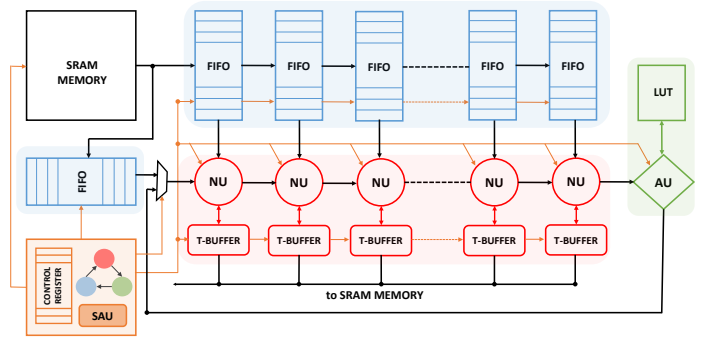 SRAM
MEMORY
FIFO
FIFO
FIFO
FIFO
FIFO
LUT
FIFO
NU
NU
NU
NU
NU
AU
T-BUFFER
T-BUFFER
T-BUFFER
T-BUFFER
T-BUFFER
CONTROL
REGISTER
SAU
to SRAM MEMORY